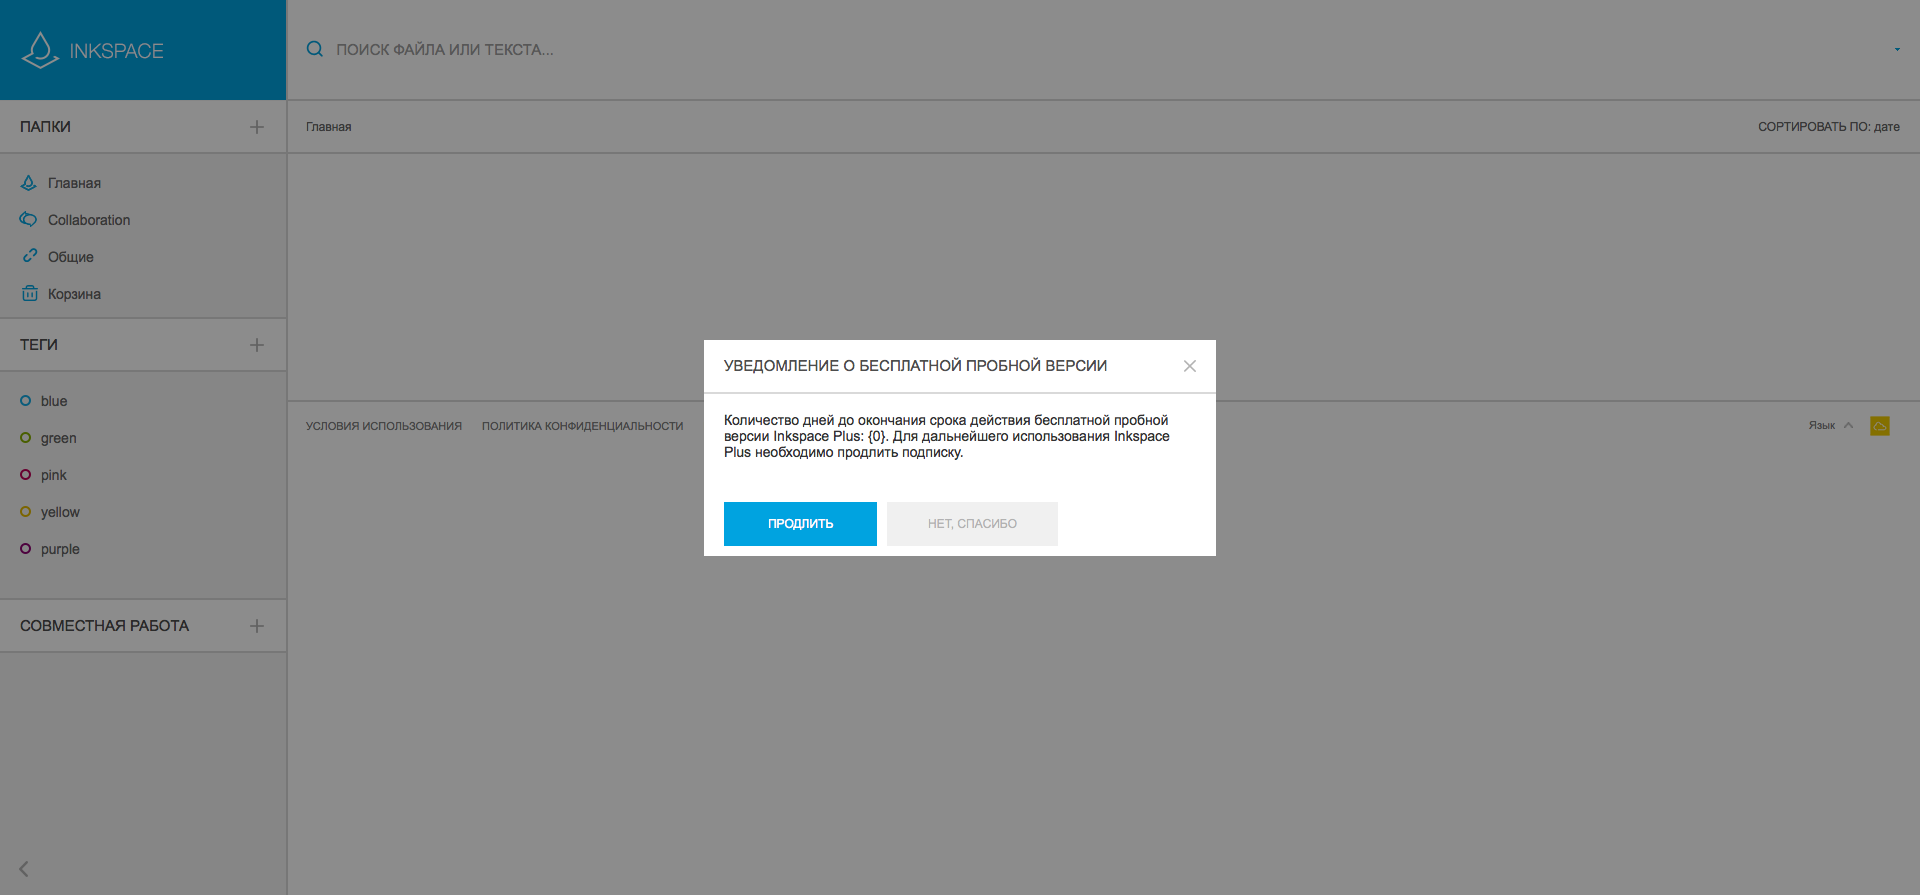 INKSPACE
ПОИСК ФАЙЛА ИЛИ ТЕКСТА...
ПАПКИ
Главная
СОРТИРОВАТЬ ПО: дате
Главная
Collaboration
Общие
Корзина
ТЕГИ
blue
green
pink
yellow
purple
СОВМЕСТНАЯ РАБОТА
УВЕДОМЛЕНИЕ О БЕСПЛАТНОЙ ПРОБНОЙ ВЕРСИИ
Количество дней до окончания срока действия бесплатной пробной
версии Inkspace Plus: {0}. Для дальнейшего использования Inkspace
Plus необходимо продлить подписку.
ПРОДЛИТЬ
НЕТ, СПАСИБО
УСЛОВИЯ ИСПОЛЬЗОВАНИЯ
ПОЛИТИКА КОНФИДЕНЦИАЛЬНОСТИ
Язык